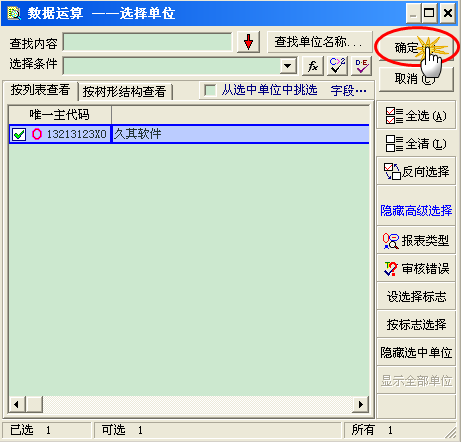 数据运算 ——选择单位
查找内容
查找单位名称...
确定
选择条件
fx
取消(C)
按列表查看
按树形结构查看
从选中单位中挑选
字段…
唯一主代码
13213123X0
久其软件
全选(A)
全清(L)
反向选择
隐藏高级选择
报表类型
审核错误
设选择标志
按标志选择
隐藏选中单位
显示全部单位
已选 1
可选 1
所有 1